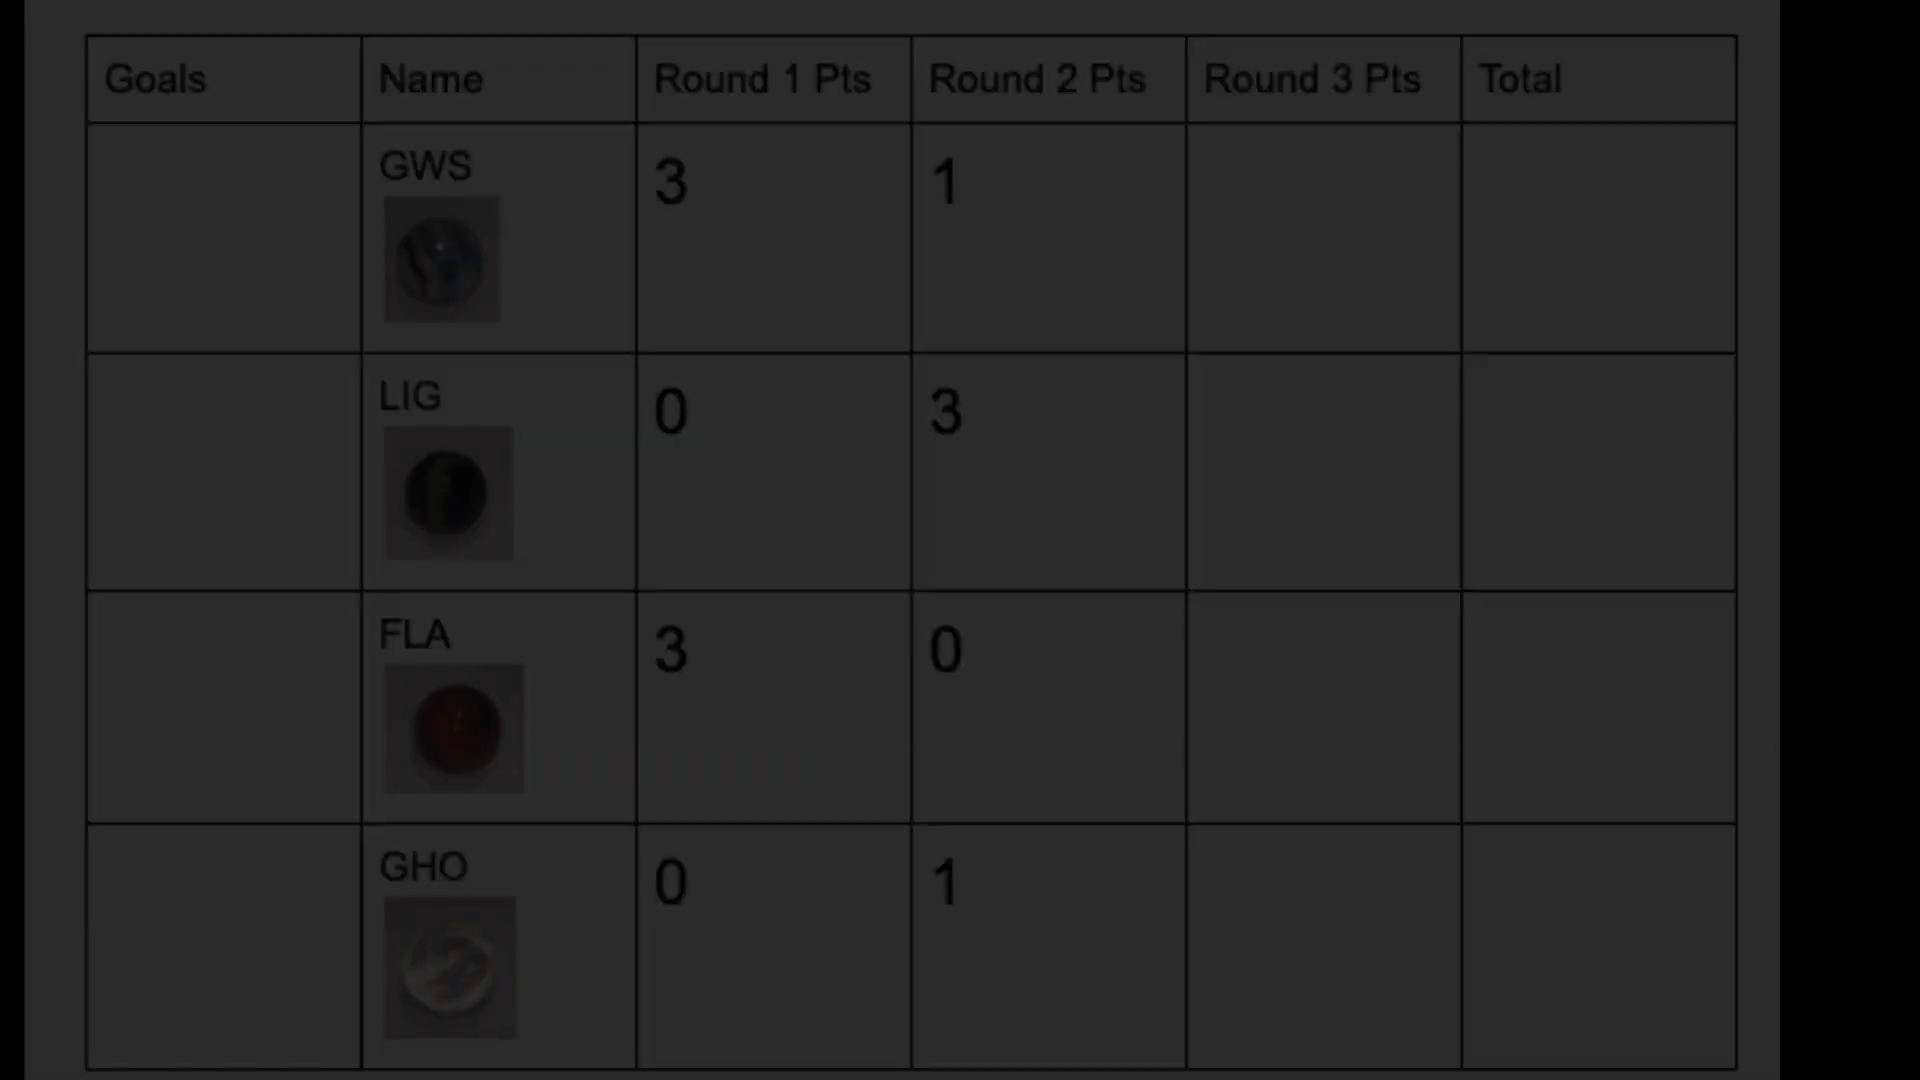 Goals Name Round 1 Pts Round 2 Pts Round 3 Pts Total
GWS 3 1
LIG 0 3
FLA 3 0
GHO 0 1